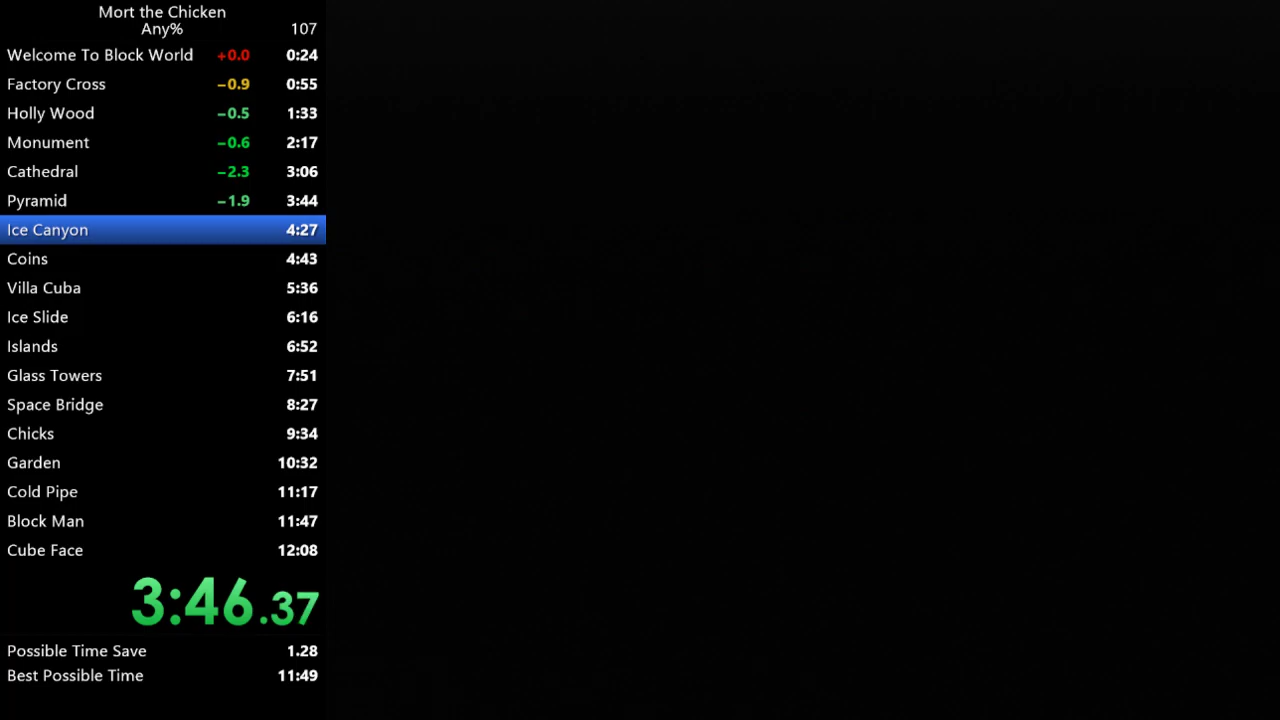 Mort the Chicken
Any% 107
Welcome To Block World +0.0 0:24
Factory Cross −0.9 0:55
Holly Wood −0.5 1:33
Monument −0.6 2:17
Cathedral −2.3 3:06
Pyramid −1.9 3:44
Ice Canyon 4:27
Coins 4:43
Villa Cuba 5:36
Ice Slide 6:16
Islands 6:52
Glass Towers 7:51
Space Bridge 8:27
Chicks 9:34
Garden 10:32
Cold Pipe 11:17
Block Man 11:47
Cube Face 12:08
3:46.37
Possible Time Save 1.28
Best Possible Time 11:49